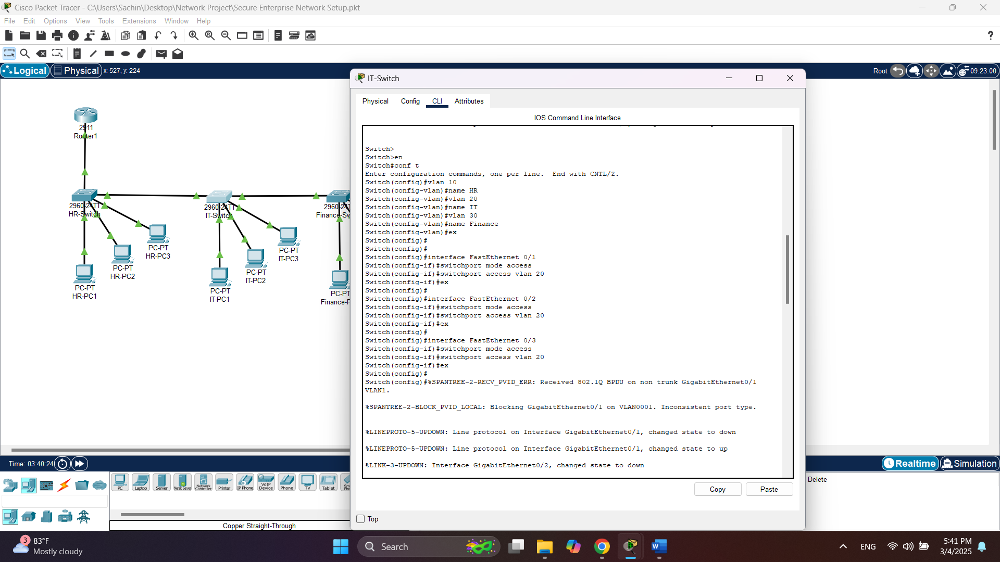 Cisco Packet Tracer - C:\Users\Sachin\Desktop\Network Project\Secure Enterprise Network Setup.pkt
File Edit Options View Tools Extensions Window Help
Logical Physical x: 527, y: 224
Root 09:23:00
2911
Router1
2960-24TT
HR-Switch
2960-24TT
IT-Switch
2960-24T
Finance-Sw
PC-PT
HR-PC3
PC-PT
HR-PC2
PC-PT
HR-PC1
PC-PT
IT-PC3
PC-PT
IT-PC2
PC-PT
IT-PC1
PC-PT
Finance-P
IT-Switch
Physical Config CLI Attributes
IOS Command Line Interface
Switch>
Switch>en
Switch#conf t
Enter configuration commands, one per line. End with CNTL/Z.
Switch(config)#vlan 10
Switch(config-vlan)#name HR
Switch(config-vlan)#vlan 20
Switch(config-vlan)#name IT
Switch(config-vlan)#vlan 30
Switch(config-vlan)#name Finance
Switch(config-vlan)#ex
Switch(config)#
Switch(config)#
Switch(config)#interface FastEthernet 0/1
Switch(config-if)#switchport mode access
Switch(config-if)#switchport access vlan 20
Switch(config-if)#ex
Switch(config)#
Switch(config)#interface FastEthernet 0/2
Switch(config-if)#switchport mode access
Switch(config-if)#switchport access vlan 20
Switch(config-if)#ex
Switch(config)#
Switch(config)#interface FastEthernet 0/3
Switch(config-if)#switchport mode access
Switch(config-if)#switchport access vlan 20
Switch(config-if)#ex
Switch(config)#
Switch(config)#%SPANTREE-2-RECV_PVID_ERR: Received 802.1Q BPDU on non trunk GigabitEthernet0/1
VLAN1.
%SPANTREE-2-BLOCK_PVID_LOCAL: Blocking GigabitEthernet0/1 on VLAN0001. Inconsistent port type.
%LINEPROTO-5-UPDOWN: Line protocol on Interface GigabitEthernet0/1, changed state to down
%LINEPROTO-5-UPDOWN: Line protocol on Interface GigabitEthernet0/1, changed state to up
%LINK-3-UPDOWN: Interface GigabitEthernet0/2, changed state to down
Copy Paste
Top
Time: 03:40:24
Realtime Simulation
PC Laptop Server Meraki Server Network Controller Printer IP Phone VoIP Device Phone TV Tablet
Delete
Copper Straight-Through
3
83°F
Mostly cloudy
Search
ENG
5:41 PM
3/4/2025